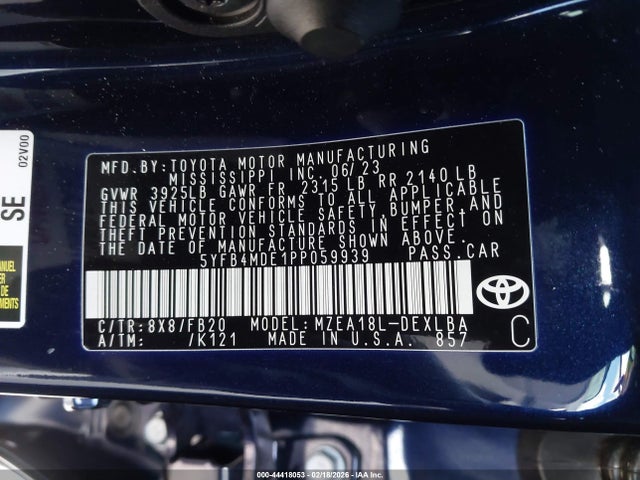 MFD.BY:TOYOTA MOTOR MANUFACTURING
MISSISSIPPI INC. 06/23
GVWR 3925LB GAWR FR 2315 LB RR 2140 LB
THIS VEHICLE CONFORMS TO ALL APPLICABLE
FEDERAL MOTOR VEHICLE SAFETY, BUMPER, AND
THEFT PREVENTION STANDARDS IN EFFECT ON
THE DATE OF MANUFACTURE SHOWN ABOVE.
5YFB4MDE1PP059939 PASS.CAR
C/TR:8X8/FB20 MODEL: MZEA18L-DEXLBA
A/TM: /K121 MADE IN U.S.A. 857
C
02V00
SE
MANUEL
000-44418053 - 02/18/2026 - © IAA Inc.